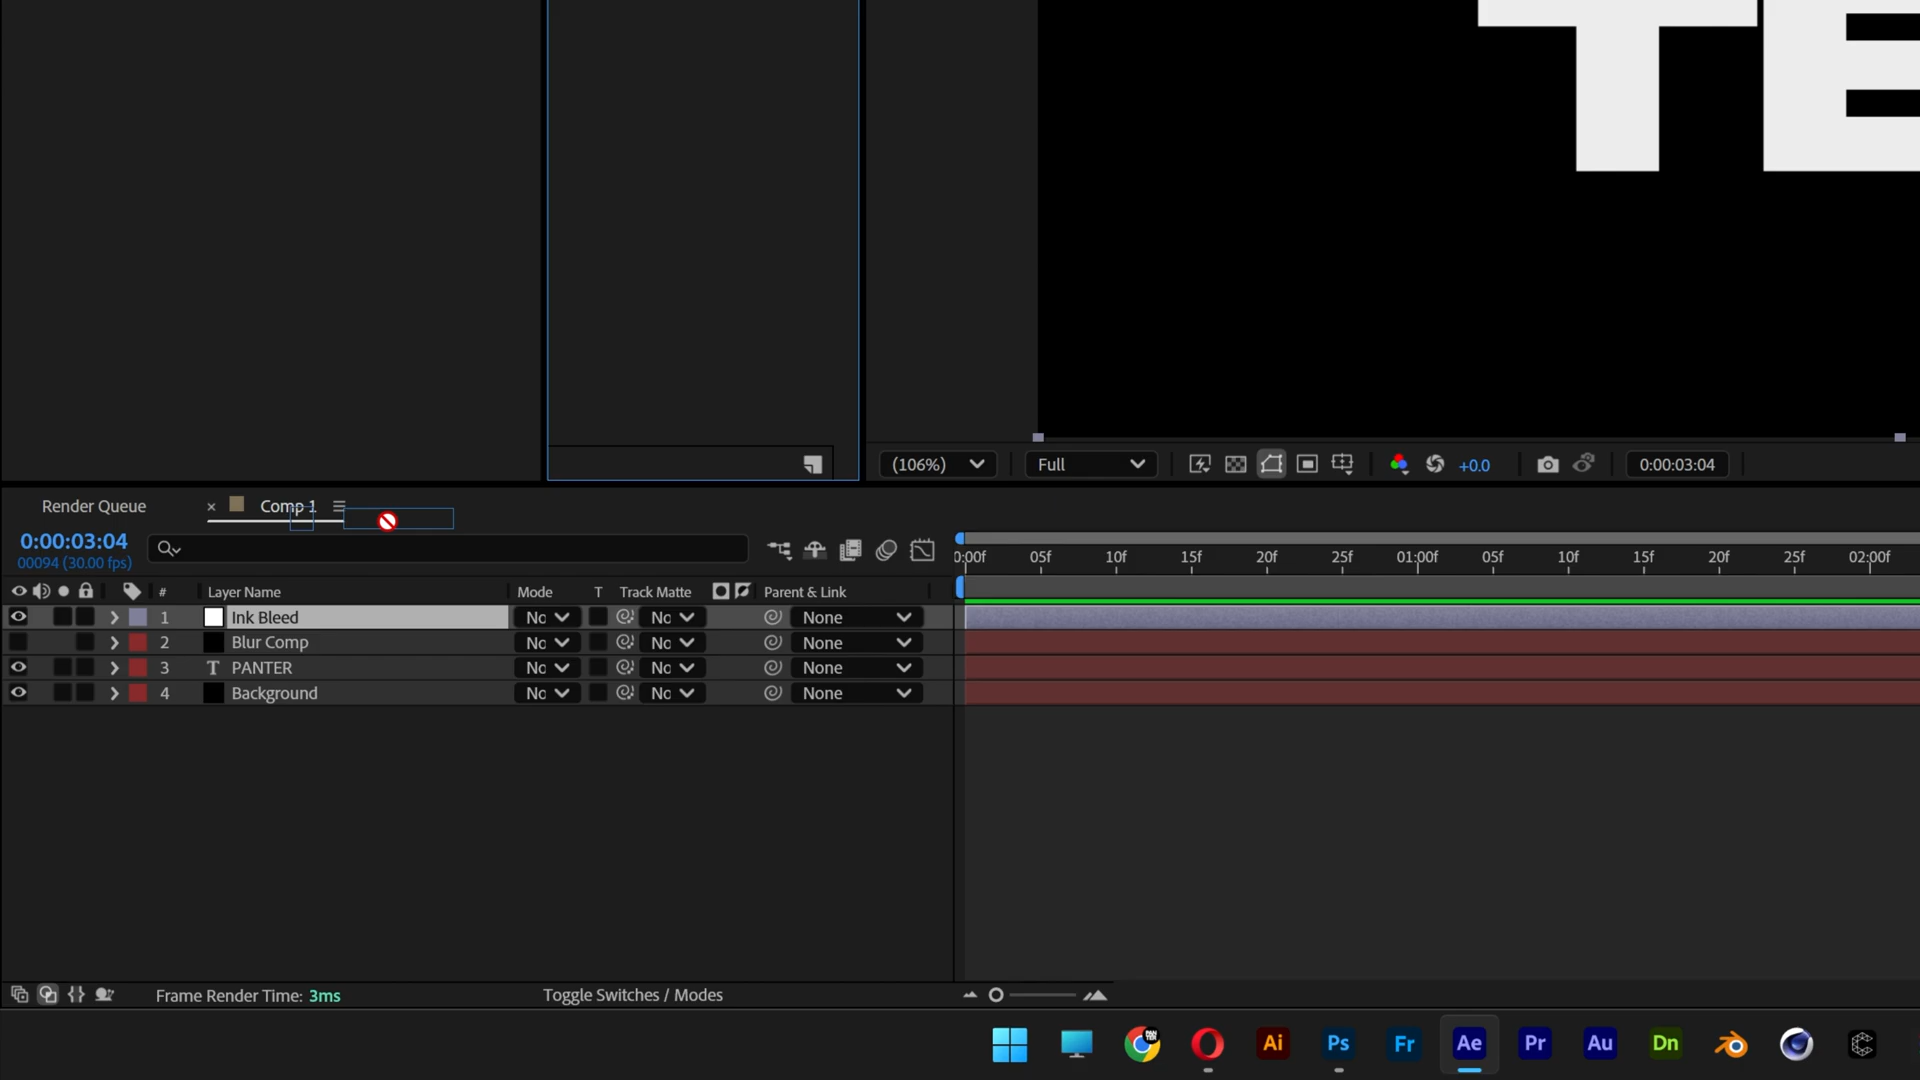 TE
(106%)
Full
+0.0
0:00:03:04
Render Queue
× Comp 1
0:00:03:04
00094 (30.00 fps)
0:00f 05f 10f 15f 20f 25f 01:00f 05f 10f 15f 20f 25f 02:00f
# Layer Name Mode T Track Matte Parent & Link
1 Ink Bleed No No None
2 Blur Comp No No None
3 T PANTER No No None
4 Background No No None
Frame Render Time: 3ms
Toggle Switches / Modes
Ai Ps Fr Ae Pr Au Dn